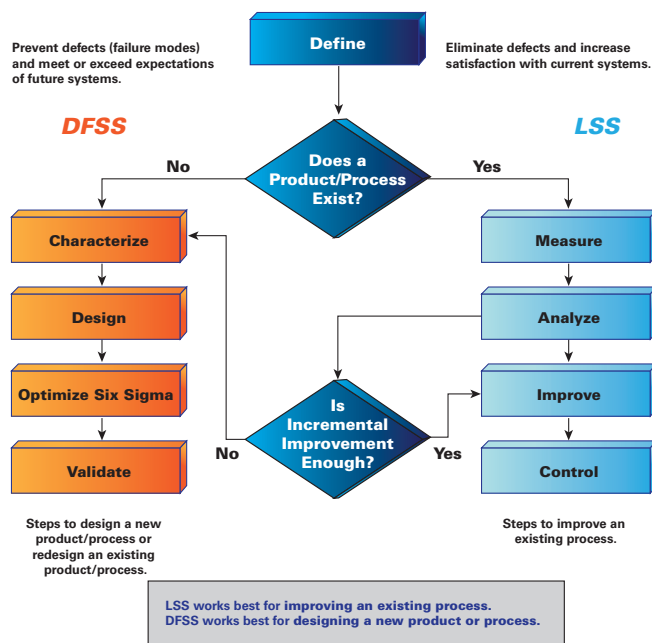 Define
Prevent defects (failure modes)
and meet or exceed expectations
of future systems.
Eliminate defects and increase
satisfaction with current systems.
DFSS
LSS
No
Does a
Product/Process
Exist?
Yes
Characterize
Measure
Design
Analyze
Optimize Six Sigma
Improve
Is
Incremental
Improvement
Enough?
No
Yes
Validate
Control
Steps to design a new
product/process or
redesign an existing
product/process.
Steps to improve an
existing process.
LSS works best for improving an existing process.
DFSS works best for designing a new product or process.